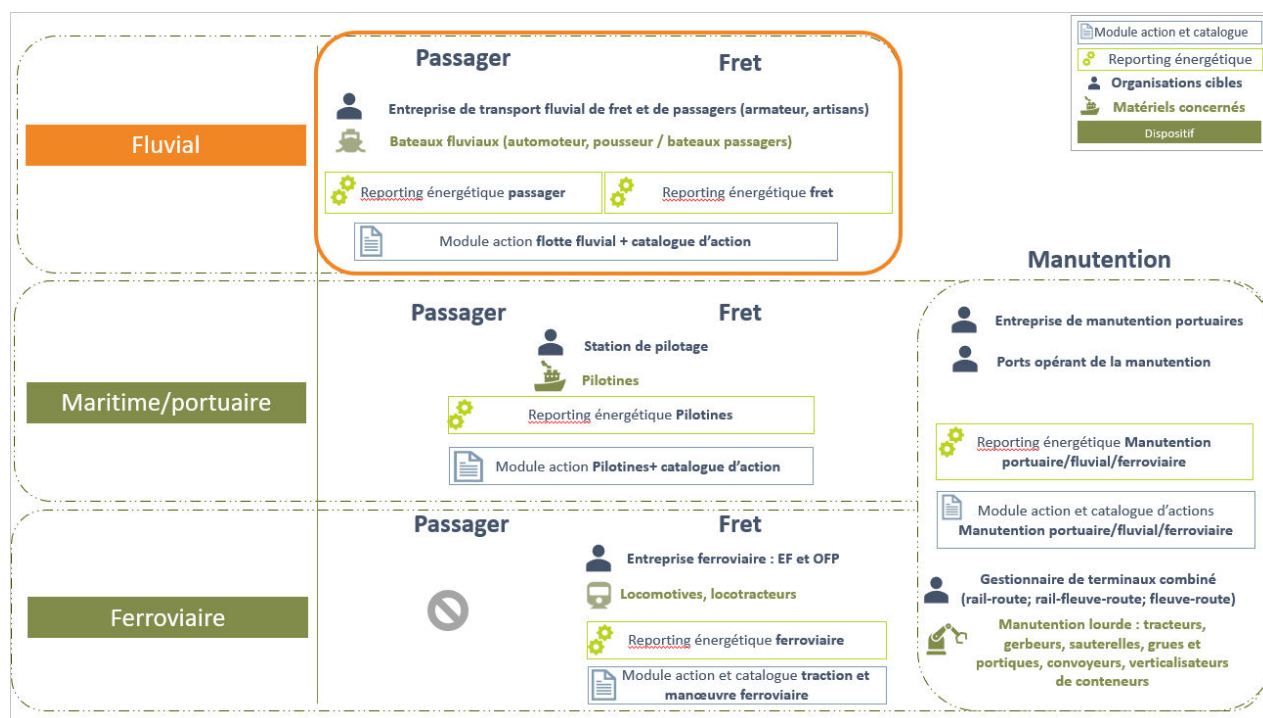 Passager
Fret
Entreprise de transport fluvial de fret et de passagers (armateur, artisans)
Bateaux fluviaux (automoteur, pousseur / bateaux passagers)
Fluvial
Reporting énergétique passager
Reporting énergétique fret
Module action flotte fluvial + catalogue d’action
Module action et catalogue
Reporting énergétique
Organisations cibles
Matériels concernés
Dispositif
Maritime/portuaire
Passager
Fret
Station de pilotage
Pilotines
Reporting énergétique Pilotines
Module action Pilotines+ catalogue d’action
Manutention
Entreprise de manutention portuaires
Ports opérant de la manutention
Reporting énergétique Manutention
portuaire/fluvial/ferroviaire
Module action et catalogue d’actions
Manutention portuaire/fluvial/ferroviaire
Gestionnaire de terminaux combiné
(rail-route; rail-fleuve-route; fleuve-route)
Manutention lourde : tracteurs,
gerbeurs, sauterelles, grues et
portiques, convoyeurs, verticalisateurs
de conteneurs
Ferroviaire
Passager
Fret
Entreprise ferroviaire : EF et OFP
Locomotives, locotracteurs
Reporting énergétique ferroviaire
Module action et catalogue traction et
manœuvre ferroviaire